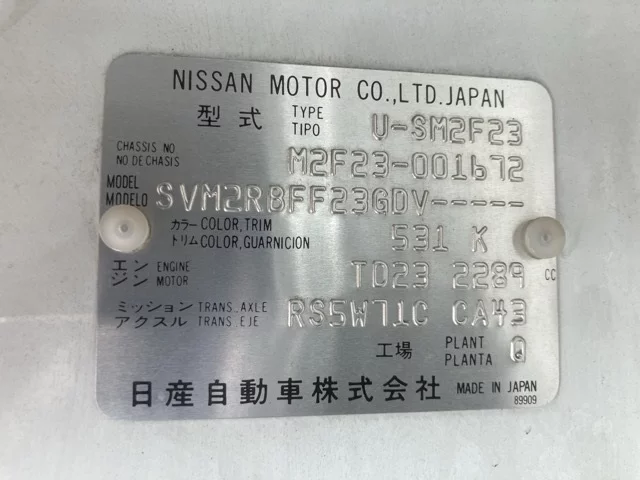 NISSAN MOTOR CO.,LTD.JAPAN
型式 TYPE TIPO U-SM2F23
CHASSIS NO. NO DE CHASIS M2F23-001672
MODEL MODELO SVM2RBFF23GDV-----
カラー COLOR,TRIM トリム COLOR,GUARNICION 531 K
エンジン ENGINE MOTOR TD23 2289 CC
ミッション TRANS.,AXLE アクスル TRANS EJE RS5W71C CA43
工場 PLANT PLANTA Q
日産自動車株式会社 MADE IN JAPAN
89909